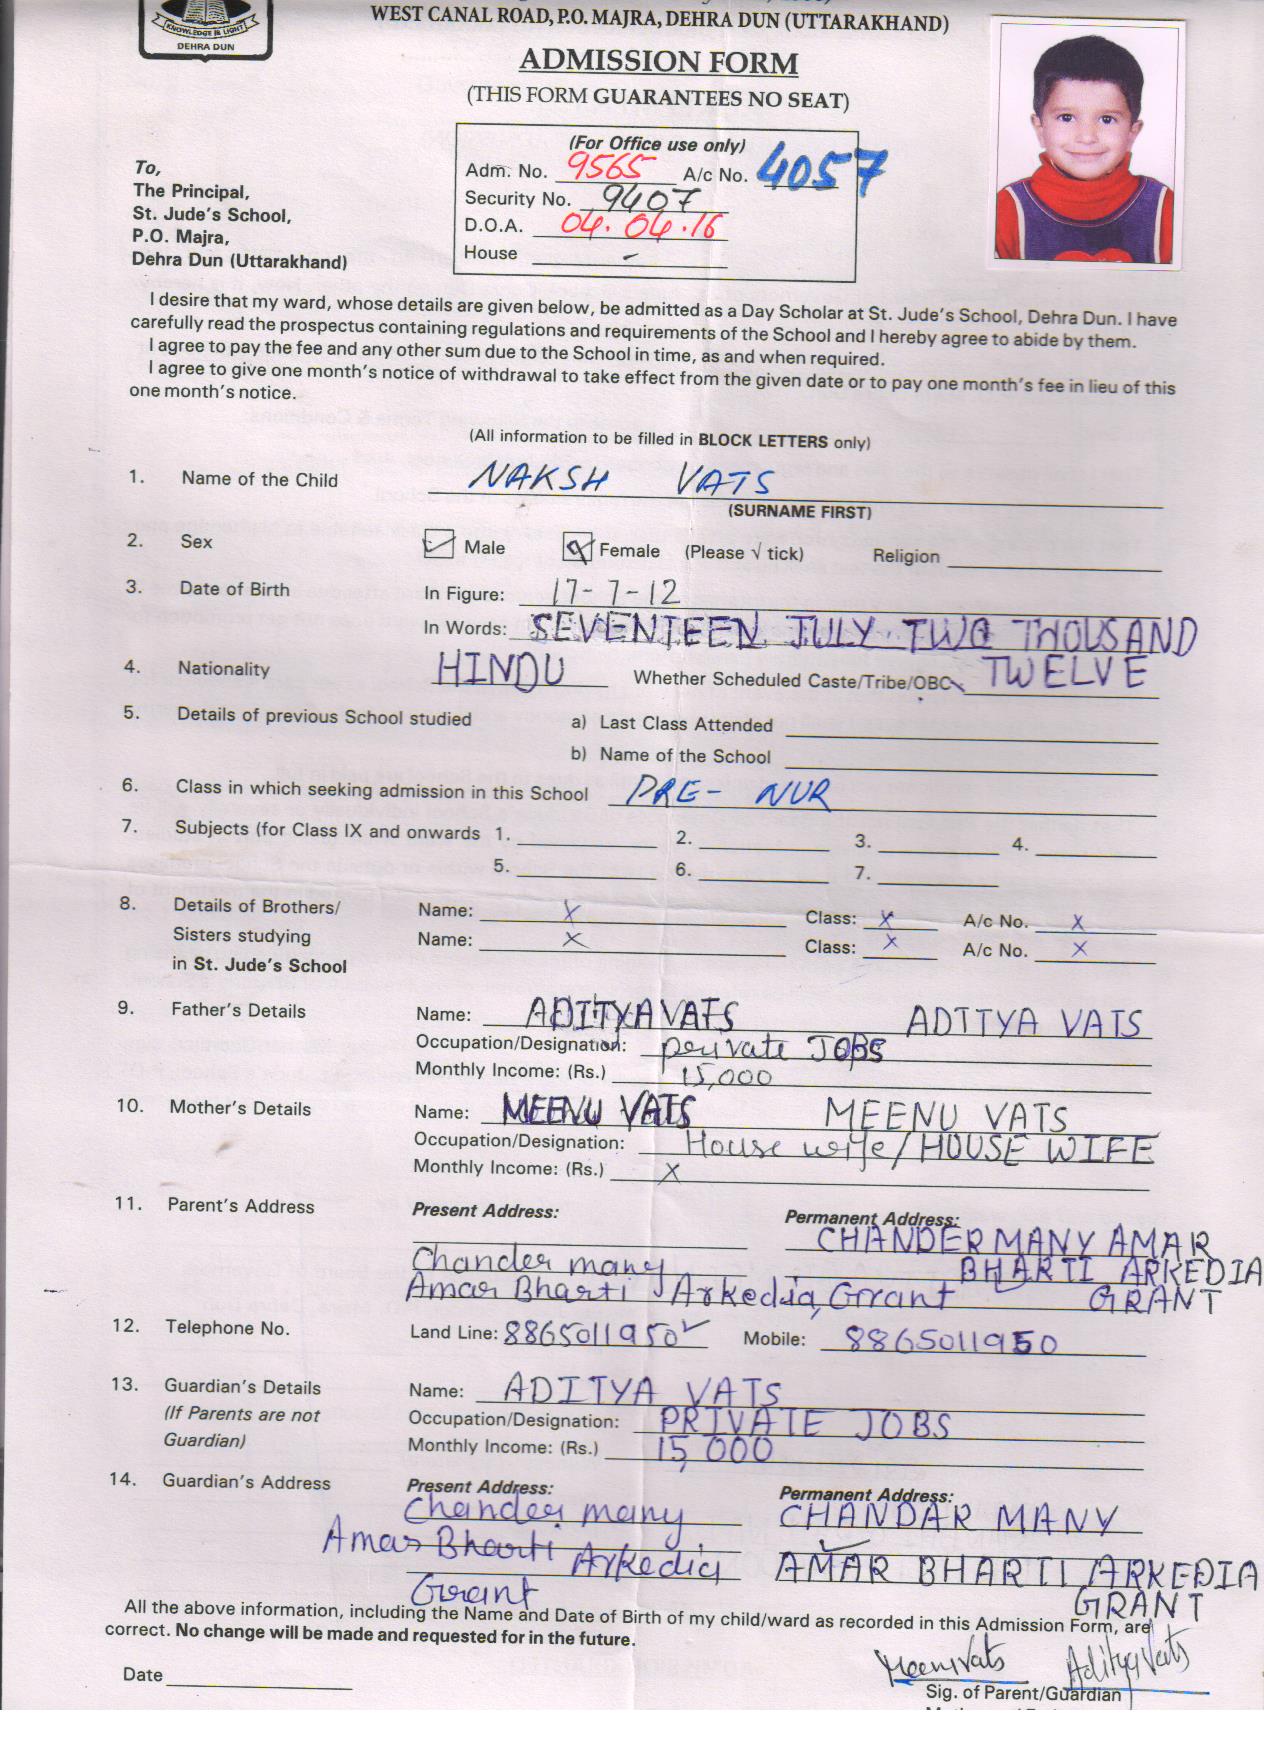 WEST CANAL ROAD, P.O. MAJRA, DEHRA DUN (UTTARAKHAND)
KNOWLEDGE IS LIGHT
DEHRA DUN
ADMISSION FORM
(THIS FORM GUARANTEES NO SEAT)
(For Office use only)
Adm. No. 9565 A/c No. 4057
Security No. 9407
D.O.A. 04.04.16
House -
To,
The Principal,
St. Jude's School,
P.O. Majra,
Dehra Dun (Uttarakhand)
I desire that my ward, whose details are given below, be admitted as a Day Scholar at St. Jude's School, Dehra Dun. I have
carefully read the prospectus containing regulations and requirements of the School and I hereby agree to abide by them.
I agree to pay the fee and any other sum due to the School in time, as and when required.
I agree to give one month's notice of withdrawal to take effect from the given date or to pay one month's fee in lieu of this
one month's notice.
(All information to be filled in BLOCK LETTERS only)
1. Name of the Child NAKSH VATS
(SURNAME FIRST)
2. Sex Male Female (Please √ tick) Religion
3. Date of Birth In Figure: 17-7-12
In Words: SEVENTEEN JULY TWO THOUSAND
4. Nationality HINDU Whether Scheduled Caste/Tribe/OBC TWELVE
5. Details of previous School studied a) Last Class Attended
b) Name of the School
6. Class in which seeking admission in this School PRE- NUR
7. Subjects (for Class IX and onwards 1. 2. 3. 4.
5. 6. 7.
8. Details of Brothers/ Name: X Class: X A/c No. X
Sisters studying Name: X Class: X A/c No. X
in St. Jude's School
9. Father's Details Name: ADITYA VATS ADITYA VATS
Occupation/Designation: private JOBS
Monthly Income: (Rs.) 15,000
10. Mother's Details Name: MEENU VATS MEENU VATS
Occupation/Designation: House wife/HOUSE WIFE
Monthly Income: (Rs.) X
11. Parent's Address Present Address: Permanent Address:
CHANDER MANY AMAR
Chander many BHARTI ARKEDIA
Amar Bharti Arkedia, Grant GRANT
12. Telephone No. Land Line: 8865011950 Mobile: 8865011950
13. Guardian's Details Name: ADITYA VATS
(If Parents are not Occupation/Designation: PRIVATE JOBS
Guardian) Monthly Income: (Rs.) 15,000
14. Guardian's Address Present Address: Permanent Address:
Chander many CHANDAR MANY
Amar Bharti Arkedia AMAR BHARTI ARKEDIA
Grant GRANT
All the above information, including the Name and Date of Birth of my child/ward as recorded in this Admission Form, are
correct. No change will be made and requested for in the future.
Meenu Vats Aditya Vats
Date Sig. of Parent/Guardian